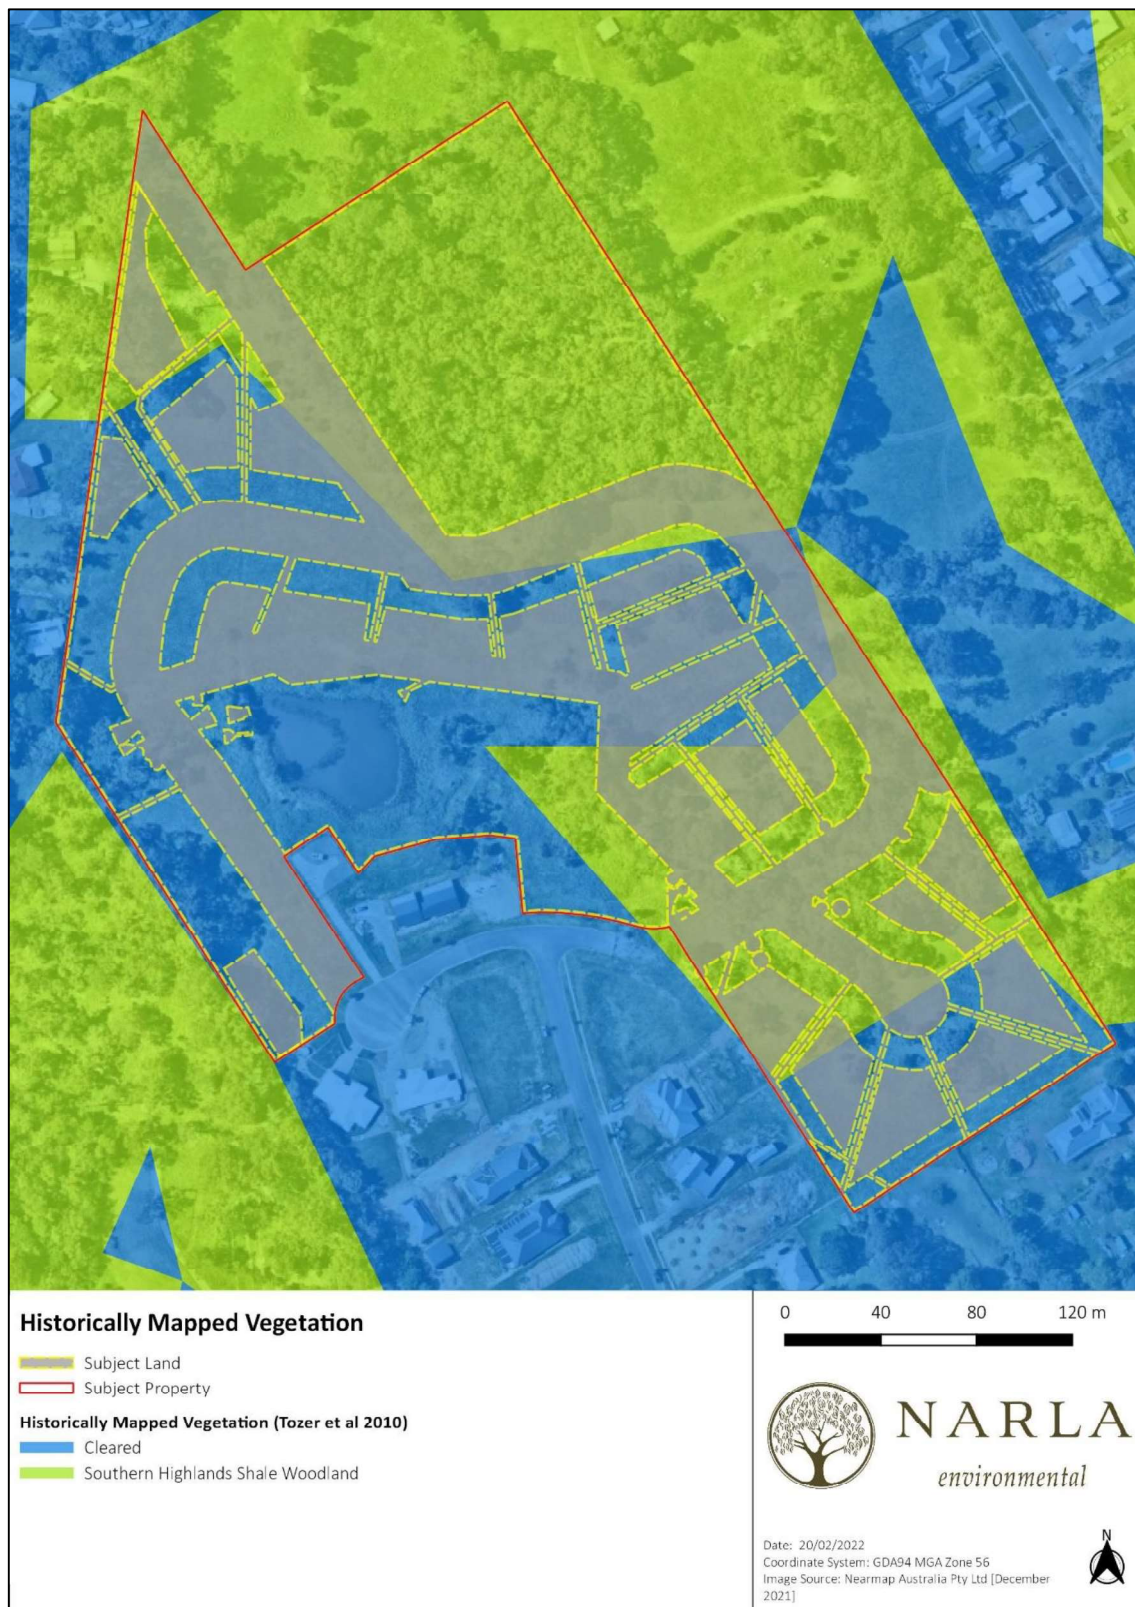 Historically Mapped Vegetation
Subject Land
Subject Property
Historically Mapped Vegetation (Tozer et al 2010)
Cleared
Southern Highlands Shale Woodland
0 40 80 120 m
NARLA
environmental
Date: 20/02/2022
Coordinate System: GDA94 MGA Zone 56
Image Source: Nearmap Australia Pty Ltd [December
2021]
N